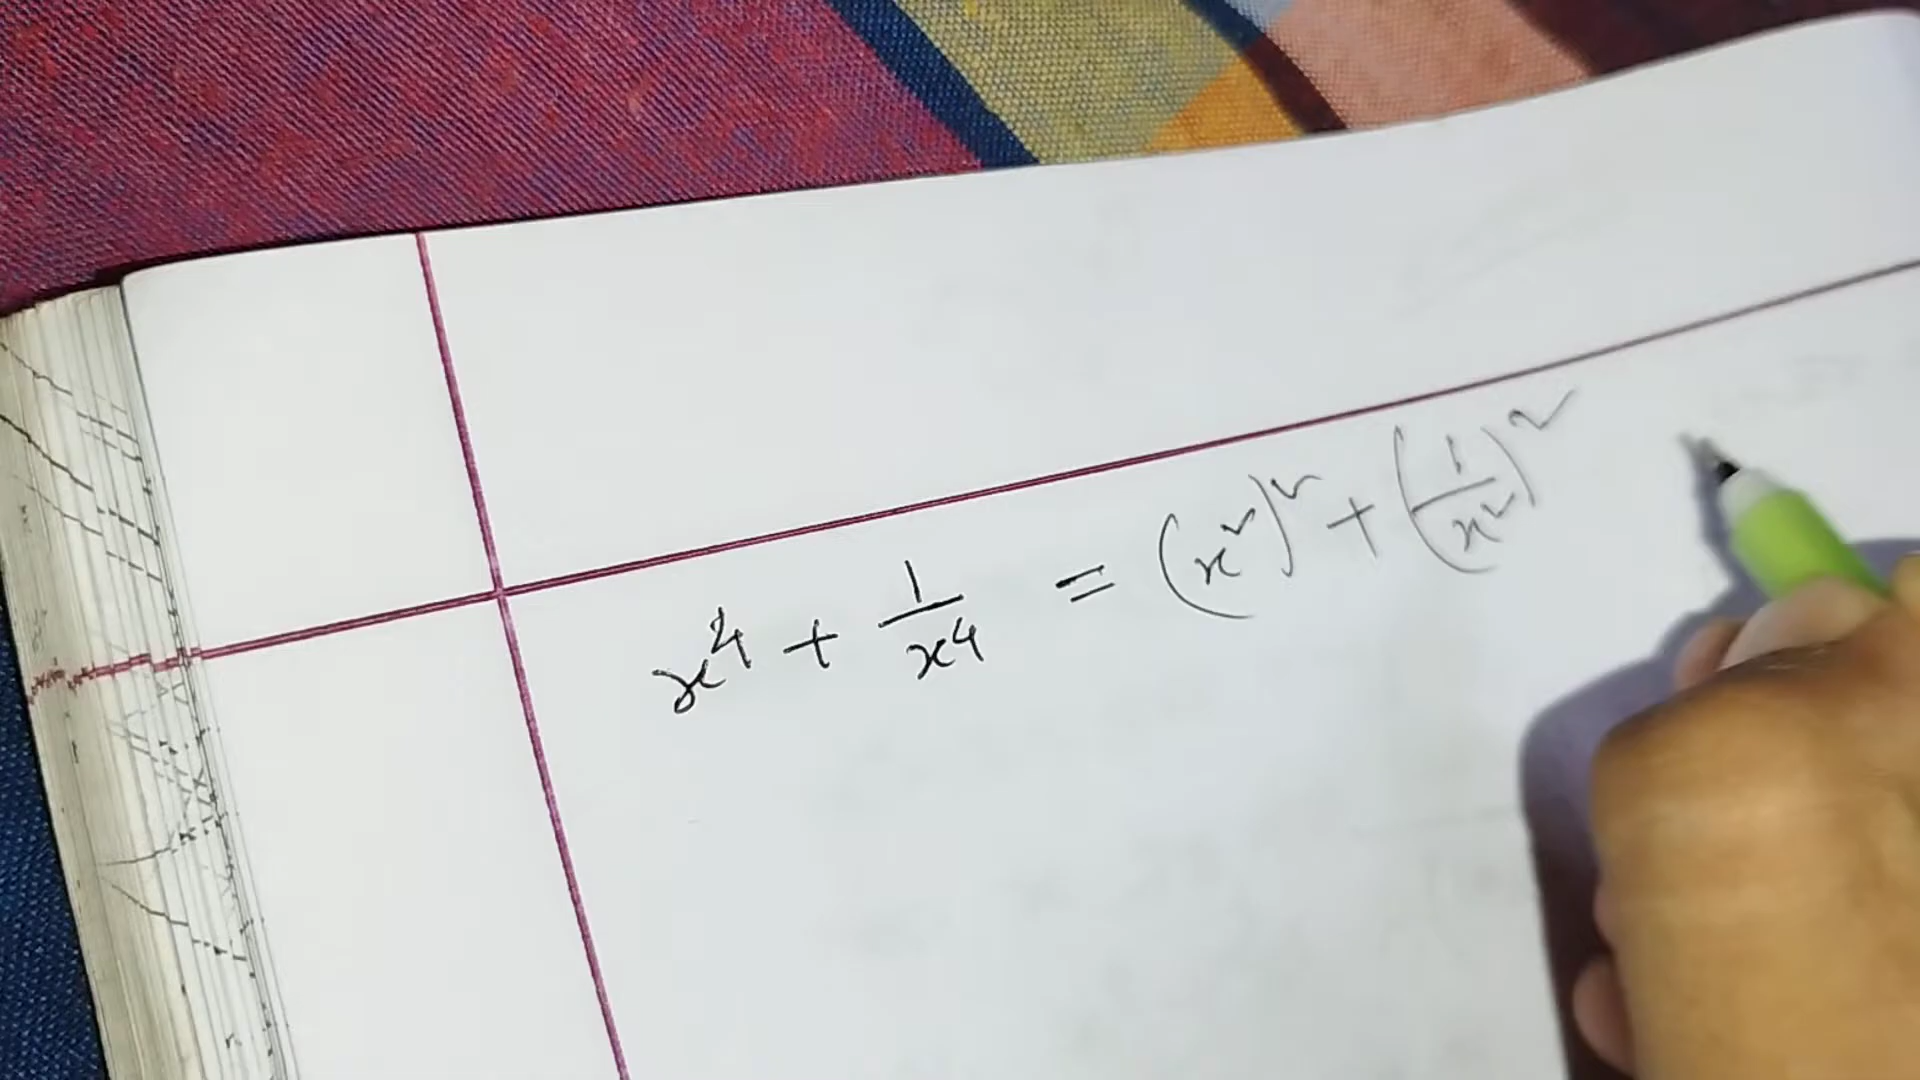 x⁴ + 1/x⁴ = (x²)² + (1/x²)²